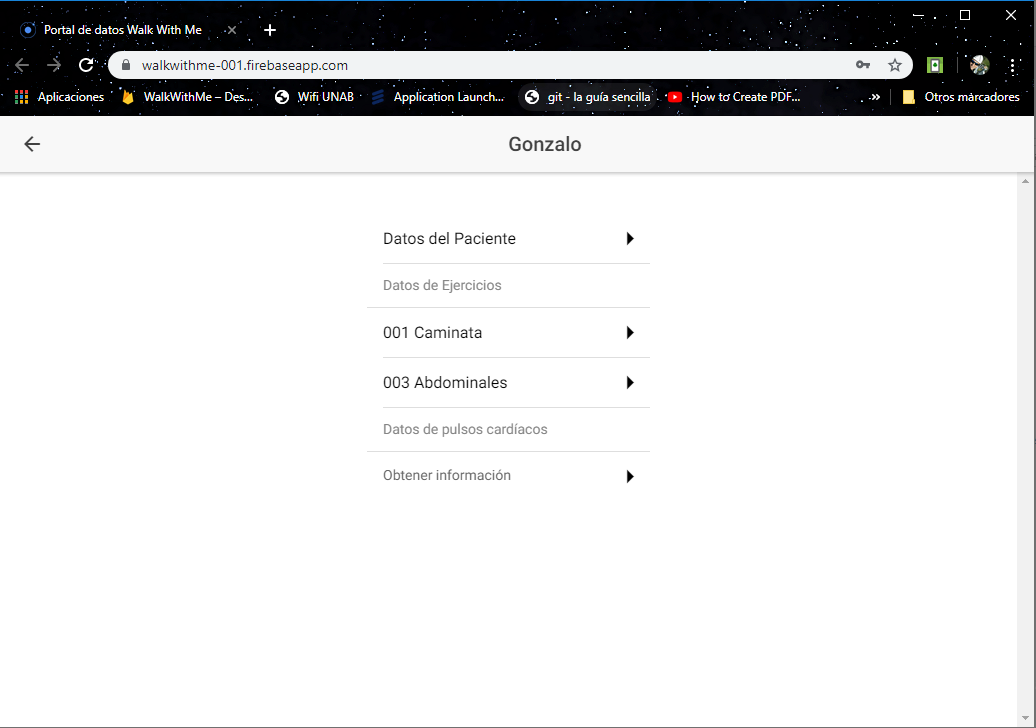 Portal de datos Walk With Me
walkwithme-001.firebaseapp.com
Aplicaciones WalkWithMe – Des... Wifi UNAB Application Launch... git - la guía sencilla How to Create PDF... » Otros marcadores
Gonzalo
Datos del Paciente
Datos de Ejercicios
001 Caminata
003 Abdominales
Datos de pulsos cardíacos
Obtener información